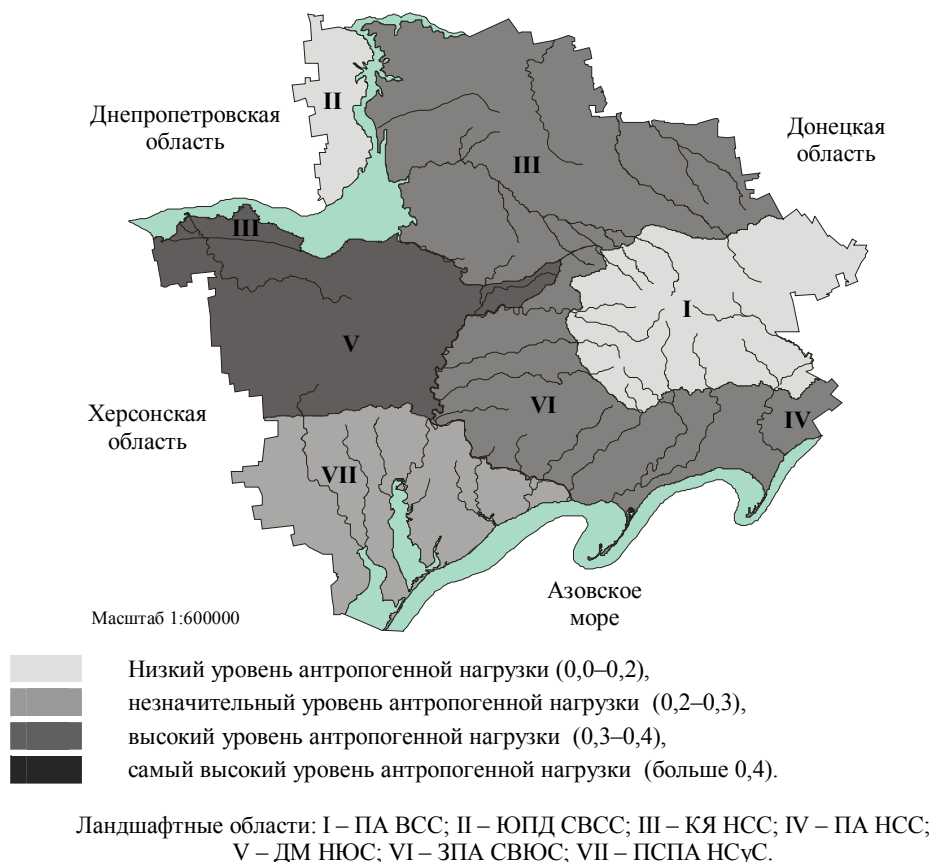 Днепропетровская
область
Донецкая
область
II
III
III
I
V
VI
IV
Херсонская
область
VII
Азовское
море
Масштаб 1:600000
Низкий уровень антропогенной нагрузки (0,0–0,2),
незначительный уровень антропогенной нагрузки (0,2–0,3),
высокий уровень антропогенной нагрузки (0,3–0,4),
самый высокий уровень антропогенной нагрузки (больше 0,4).
Ландшафтные области: I – ПА ВСС; II – ЮПД СВСС; III – КЯ НСС; IV – ПА НСС;
V – ДМ НЮС; VI – ЗПА СВЮС; VII – ПСПА НСуС.